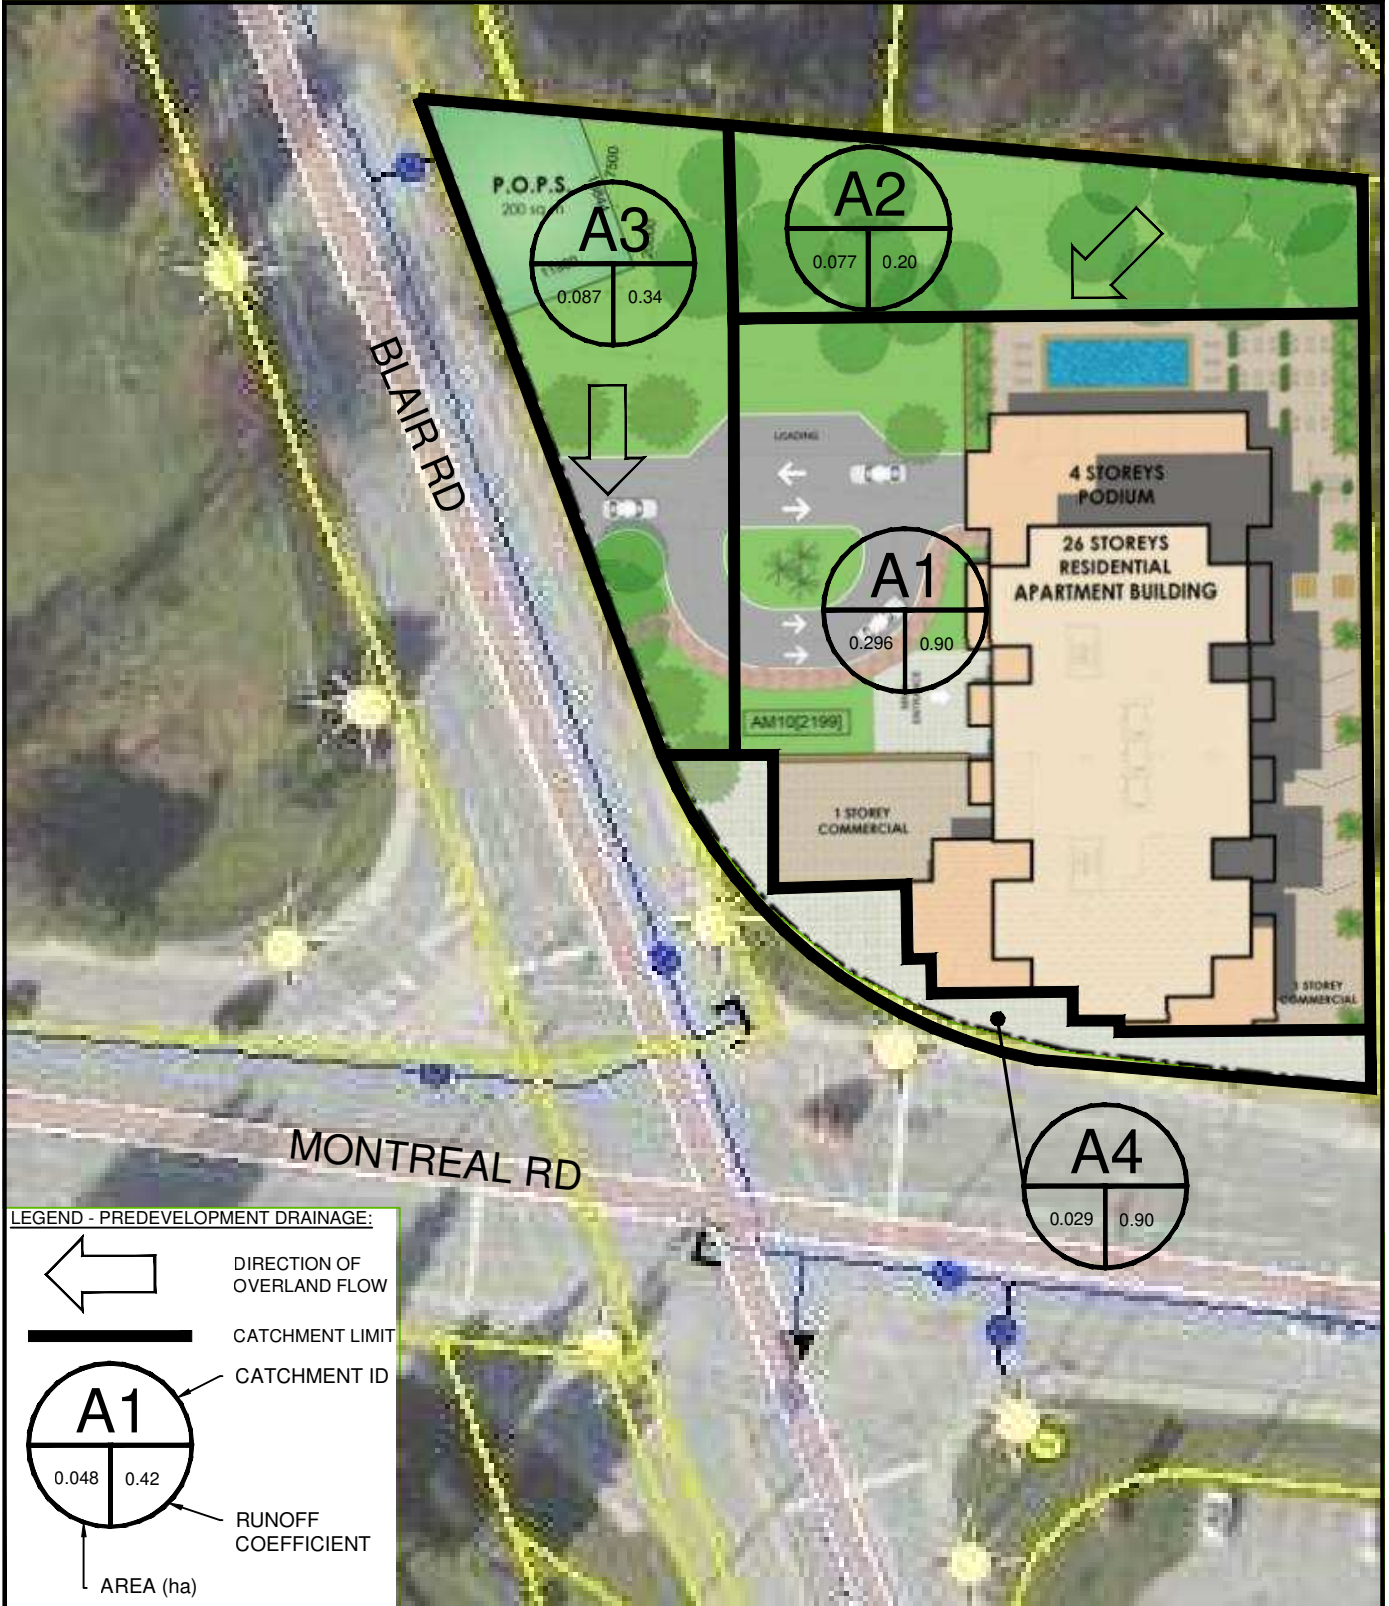 P.O.P.S.
7500
A3
0.087 0.34
A2
0.077 0.20
BLAIR RD
LOADING
4 STOREYS
PODIUM
26 STOREYS
RESIDENTIAL
APARTMENT BUILDING
A1
0.296 0.90
ENTRANCE
AM10[2199]
1 STOREY
COMMERCIAL
1 STOREY
COMMERCIAL
MONTREAL RD
A4
0.029 0.90
LEGEND - PREDEVELOPMENT DRAINAGE:
DIRECTION OF
OVERLAND FLOW
CATCHMENT LIMIT
CATCHMENT ID
A1
0.048 0.42
RUNOFF
COEFFICIENT
AREA (ha)